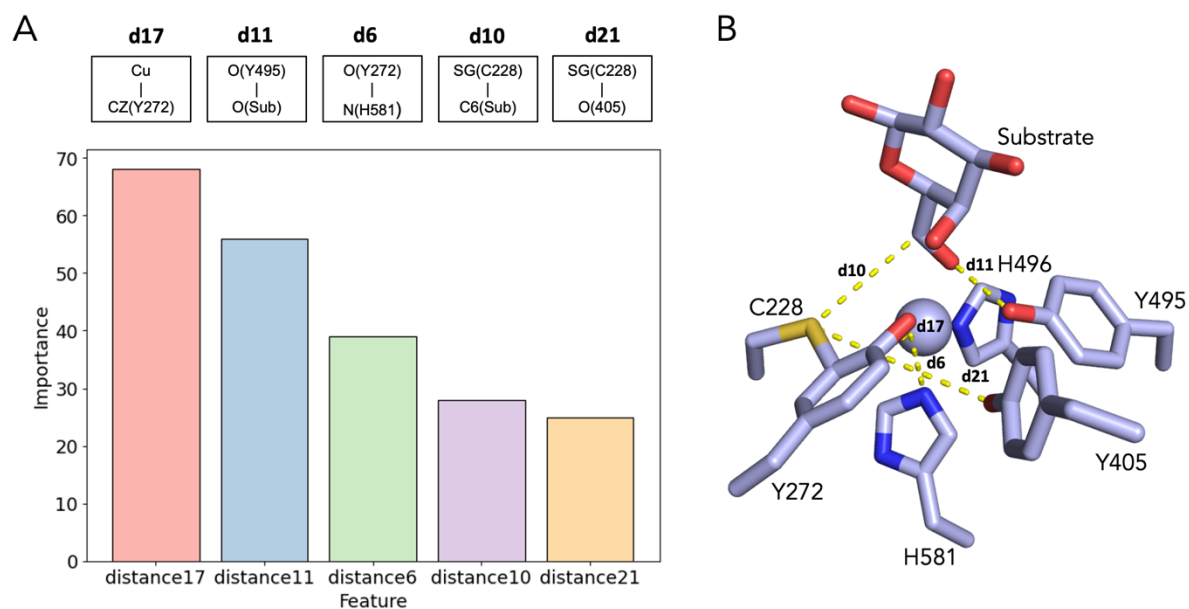 A
d17 d11 d6 d10 d21
Cu O(Y495) O(Y272) SG(C228) SG(C228)
CZ(Y272) O(Sub) N(H581) C6(Sub) O(405)
70
60
50
40
30
20
10
0
Importance
distance17 distance11 distance6 distance10 distance21
Feature
B
Substrate
d11 H496
d10
C228
Y495
d17
d6
d21
Y405
Y272
H581